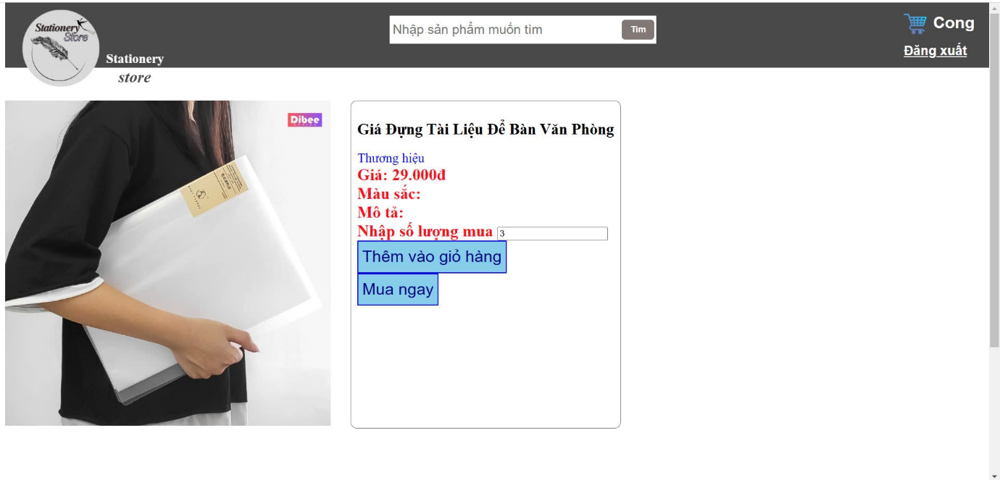 Stationery
Store
Stationery
store
Nhập sản phẩm muốn tìm
Tìm
Cong
Đăng xuất
Dibee
Giá Đựng Tài Liệu Để Bàn Văn Phòng
Thương hiệu
Giá: 29.000đ
Màu sắc:
Mô tả:
Nhập số lượng mua 3
Thêm vào giỏ hàng
Mua ngay